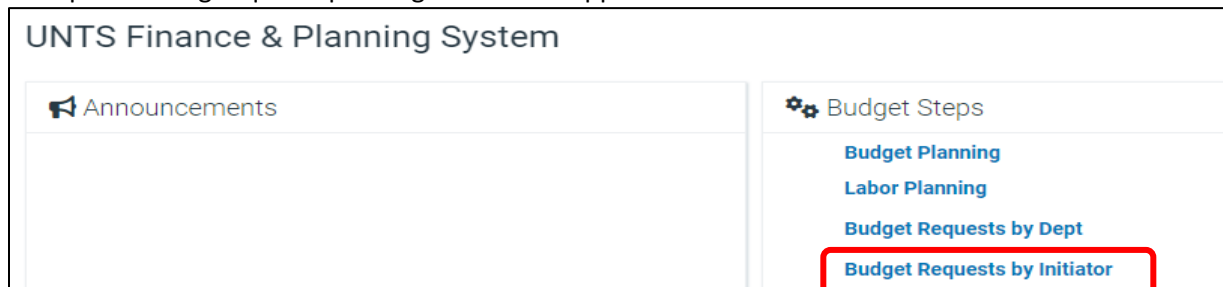 UNTS Finance & Planning System
Announcements
Budget Steps
Budget Planning
Labor Planning
Budget Requests by Dept
Budget Requests by Initiator